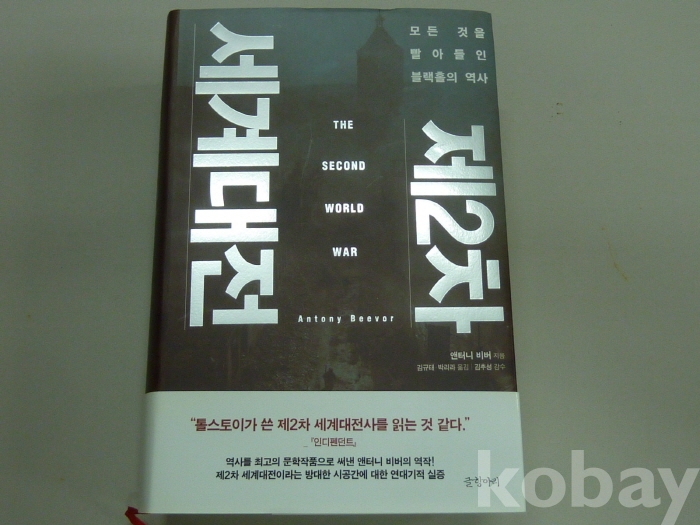 모든 것을
빨아들인
블랙홀의 역사
제2차
세계대전
THE
SECOND
WORLD
WAR
Antony Beevor
앤터니 비버 지음
김규태 박리라 옮김 | 김추성 감수
“톨스토이가 쓴 제2차 세계대전사를 읽는 것 같다.”
『인디펜던트』
역사를 최고의 문학작품으로 써낸 앤터니 비버의 역작!
제2차 세계대전이라는 방대한 시공간에 대한 연대기적 실증
글항아리
kobay